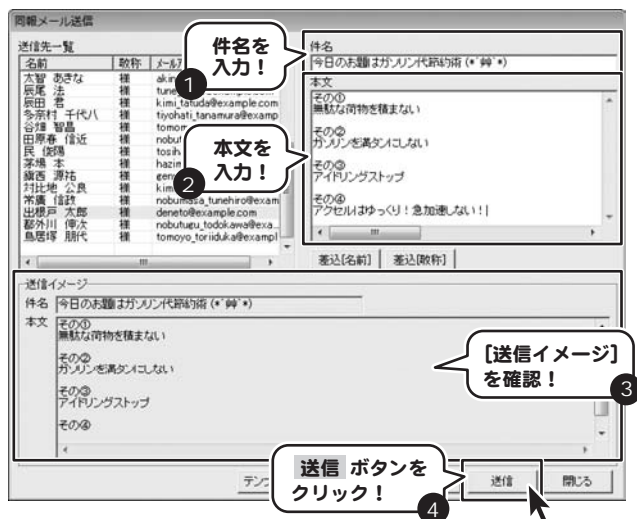 同報メール送信
送信先一覧
名前 敬称
太智 あきな 様
辰尾 法 様
辰田 君 様 kimi_tatuda@example.com
多奈村 千代八 様 tiyohati_tanamura@examp
谷畑 智晶 様
田原春 信近 様
民 俊陽 様
茅場 本 様
籏西 源祐 様
対比地 公良 様
常廣 信政 様 nobumasa_tunehiro@exam
出根戸 太郎 様 deneto@example.com
都外川 伸次 様 nobutugu_todokawa@exa...
鳥居塚 朋代 様 tomoyo_toriiduka@exampl
件名を
入力！
1
本文を
入力！
2
件名
今日のお題はガソリン代節約術 (*´艸`*)
本文
その①
無駄な荷物を積まない
その②
ガソリンを満タンにしない
その③
アイドリングストップ
その④
アクセルはゆっくり！急加速しない！
差込[名前] 差込[敬称]
送信イメージ
件名 今日のお題はガソリン代節約術 (*´艸`*)
本文 その①
無駄な荷物を積まない
その②
ガソリンを満タンにしない
その③
アイドリングストップ
その④
[送信イメージ]
を確認！
3
送信 ボタンを
クリック！
4
送信 閉じる